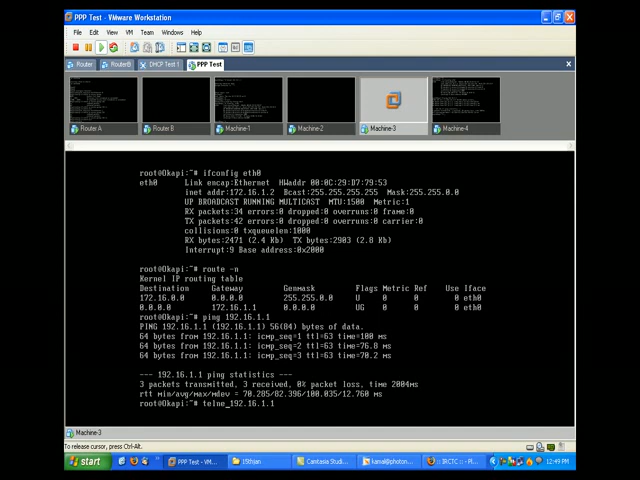 PPP Test - VMware Workstation
File Edit View VM Team Windows Help
Router RouterB DHCP Test 1 PPP Test
Router A Router B Machine-1 Machine-2 Machine-3 Machine-4
root@Okapi:~# ifconfig eth0
eth0 Link encap:Ethernet HWaddr 00:0C:29:D7:79:53
inet addr:172.16.1.2 Bcast:255.255.255.255 Mask:255.255.0.0
UP BROADCAST RUNNING MULTICAST MTU:1500 Metric:1
RX packets:34 errors:0 dropped:0 overruns:0 frame:0
TX packets:42 errors:0 dropped:0 overruns:0 carrier:0
collisions:0 txqueuelen:1000
RX bytes:2471 (2.4 Kb) TX bytes:2903 (2.8 Kb)
Interrupt:9 Base address:0x2000
root@Okapi:~# route -n
Kernel IP routing table
Destination Gateway Genmask Flags Metric Ref Use Iface
172.16.0.0 0.0.0.0 255.255.0.0 U 0 0 0 eth0
0.0.0.0 172.16.1.1 0.0.0.0 UG 0 0 0 eth0
root@Okapi:~# ping 192.16.1.1
PING 192.16.1.1 (192.16.1.1) 56(84) bytes of data.
64 bytes from 192.16.1.1: icmp_seq=1 ttl=63 time=100 ms
64 bytes from 192.16.1.1: icmp_seq=2 ttl=63 time=76.8 ms
64 bytes from 192.16.1.1: icmp_seq=3 ttl=63 time=70.2 ms
--- 192.16.1.1 ping statistics ---
3 packets transmitted, 3 received, 0% packet loss, time 2004ms
rtt min/avg/max/mdev = 70.285/82.396/100.035/12.760 ms
root@Okapi:~# telne_192.16.1.1
Machine-3
To release cursor, press Ctrl-Alt.
start PPP Test - VM... 15thjan Camtasia Studi... kamal@photon... :: IRCTC :: - Fi... 12:49 PM